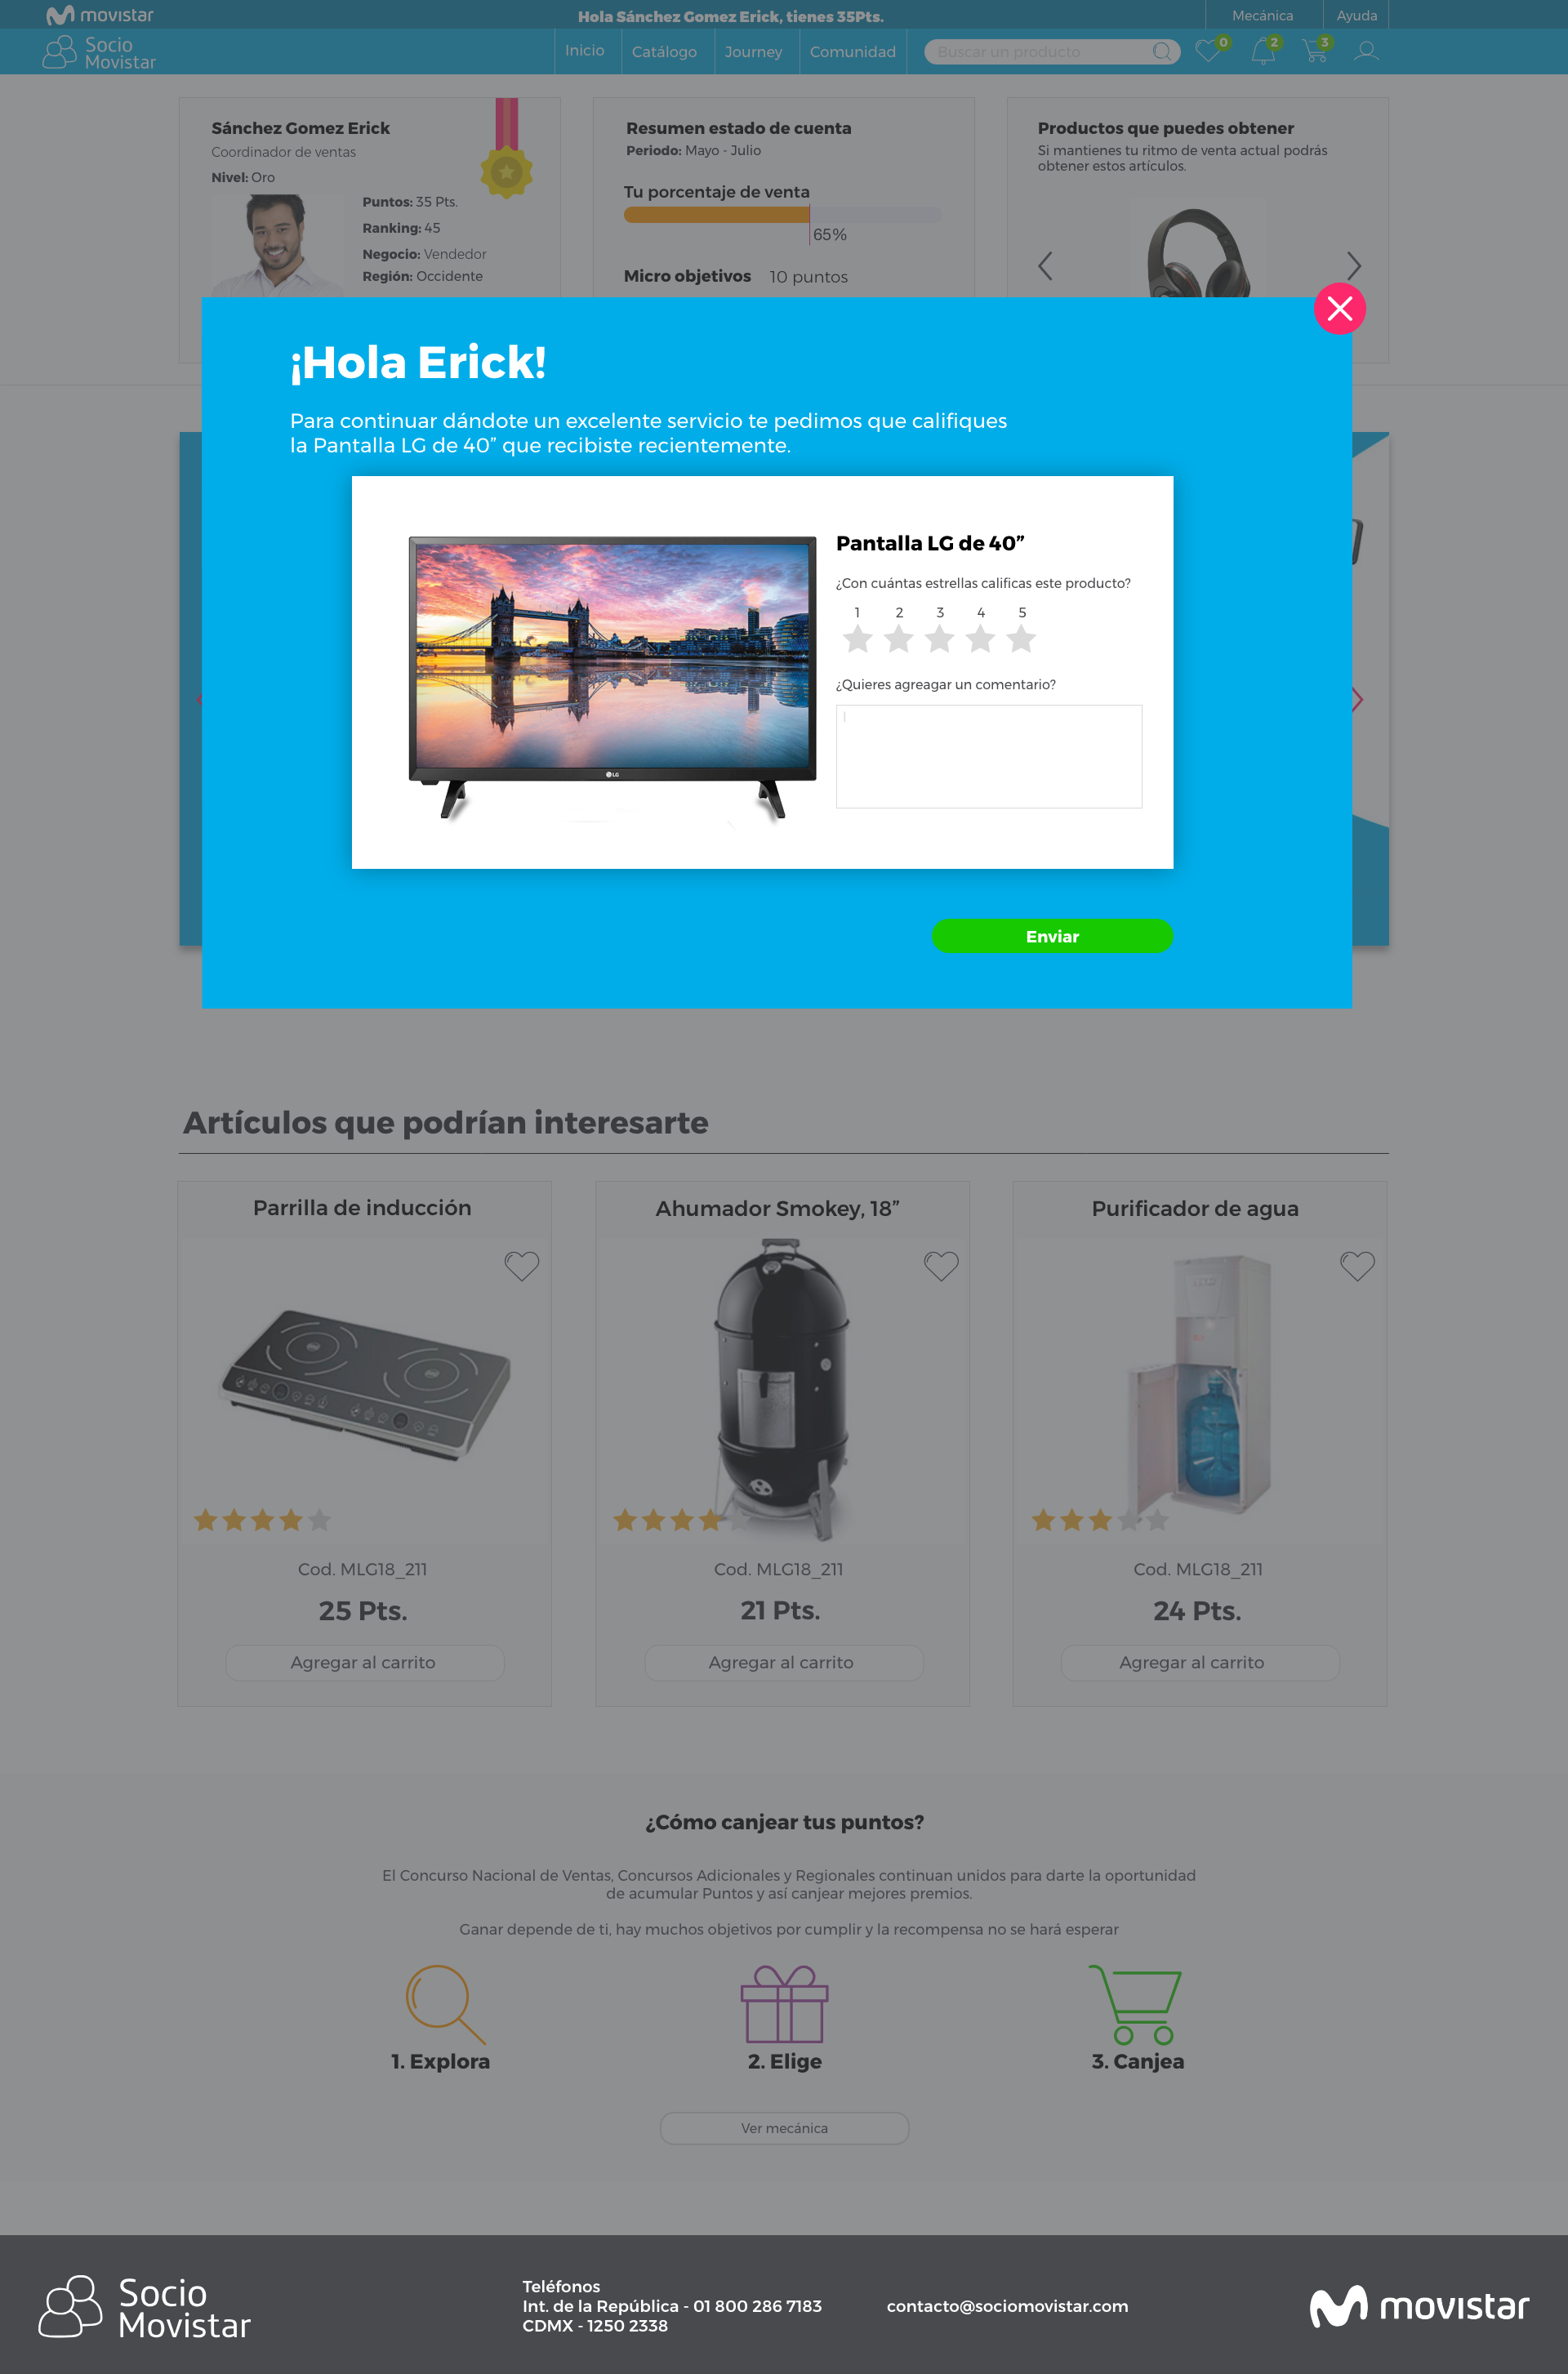 movistar
Hola Sánchez Gomez Erick, tienes 35Pts.
Mecánica
Ayuda
Socio
Movistar
Inicio
Catálogo
Journey
Comunidad
Buscar un producto
0
2
3
Sánchez Gomez Erick
Coordinador de ventas
Nivel: Oro
Puntos: 35 Pts.
Ranking: 45
Negocio: Vendedor
Región: Occidente
Resumen estado de cuenta
Periodo: Mayo - Julio
Tu porcentaje de venta
65%
Micro objetivos 10 puntos
Productos que puedes obtener
Si mantienes tu ritmo de venta actual podrás
obtener estos artículos.
¡Hola Erick!
Para continuar dándote un excelente servicio te pedimos que califiques
la Pantalla LG de 40” que recibiste recientemente.
LG
Pantalla LG de 40”
¿Con cuántas estrellas calificas este producto?
1 2 3 4 5
¿Quieres agreagar un comentario?
Enviar
Artículos que podrían interesarte
Parrilla de inducción
Cod. MLG18_211
25 Pts.
Agregar al carrito
Ahumador Smokey, 18”
Cod. MLG18_211
21 Pts.
Agregar al carrito
Purificador de agua
Cod. MLG18_211
24 Pts.
Agregar al carrito
¿Cómo canjear tus puntos?
El Concurso Nacional de Ventas, Concursos Adicionales y Regionales continuan unidos para darte la oportunidad
de acumular Puntos y así canjear mejores premios.
Ganar depende de ti, hay muchos objetivos por cumplir y la recompensa no se hará esperar
1. Explora
2. Elige
3. Canjea
Ver mecánica
Socio
Movistar
Teléfonos
Int. de la República - 01 800 286 7183
CDMX - 1250 2338
contacto@sociomovistar.com
movistar